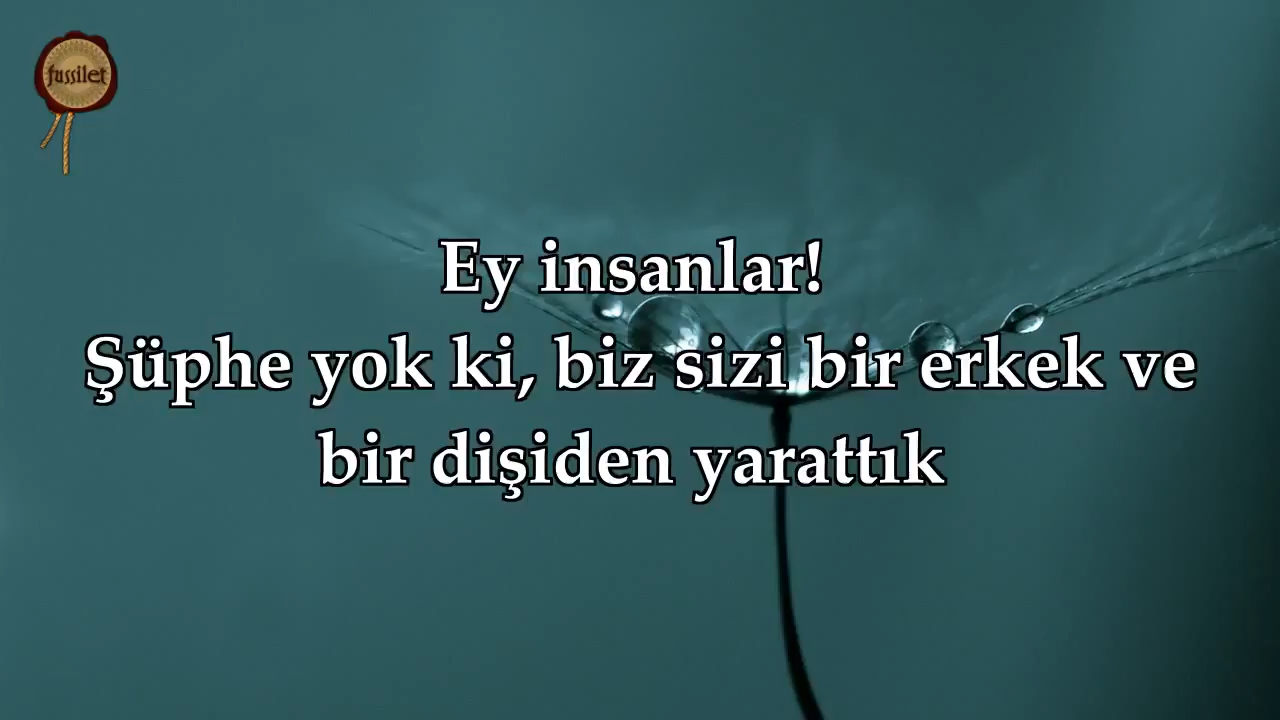 fussilet
Ey insanlar!
Şüphe yok ki, biz sizi bir erkek ve
bir dişiden yarattık